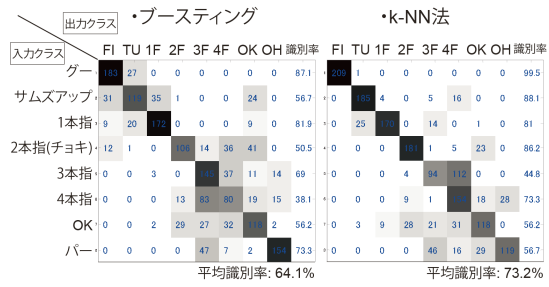 出力クラス
・ブースティング ・k-NN法
入力クラス
FI TU 1F 2F 3F 4F OK OH 識別率 FI TU 1F 2F 3F 4F OK OH 識別率
グー 183 27 0 0 0 0 0 0 87.1 209 1 0 0 0 0 0 0 99.5
サムズアップ 31 119 35 1 0 0 24 0 56.7 0 185 0 4 0 5 16 0 88.1
1本指 9 20 172 0 0 0 9 0 81.9 0 25 170 0 14 0 1 0 81
2本指(チョキ) 12 1 0 106 14 36 41 0 50.5 0 0 0 181 4 2 23 0 86.2
3本指 0 0 3 0 145 37 11 14 69 0 0 0 3 94 112 0 44.8
4本指 0 0 0 13 83 80 19 15 38.1 0 0 0 1 4 154 18 28 73.3
OK 0 0 2 29 27 32 118 2 56.2 0 3 9 28 21 31 118 0 56.2
パー 0 0 0 0 47 7 2 154 73.3 0 0 0 0 46 16 29 119 56.7
平均識別率: 64.1% 平均識別率: 73.2%